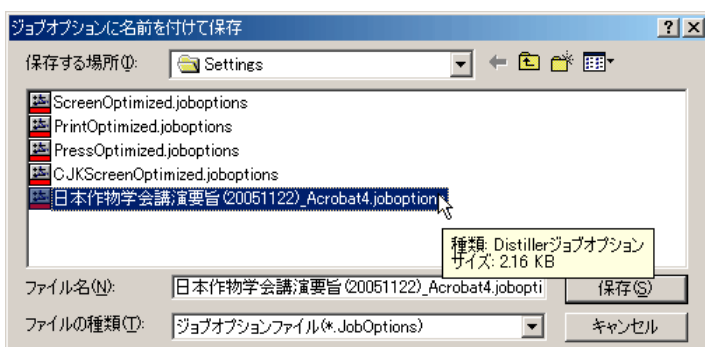 ジョブオプションに名前を付けて保存
保存する場所(I): Settings
ScreenOptimized.joboptions
PrintOptimized.joboptions
PressOptimized.joboptions
CJKScreenOptimized.joboptions
日本作物学会講演要旨(20051122)_Acrobat4.joboption
種類: Distillerジョブオプション
サイズ: 2.16 KB
ファイル名(N): 日本作物学会講演要旨(20051122)_Acrobat4.jobopti 保存(S)
ファイルの種類(T): ジョブオプションファイル(*.JobOptions) キャンセル